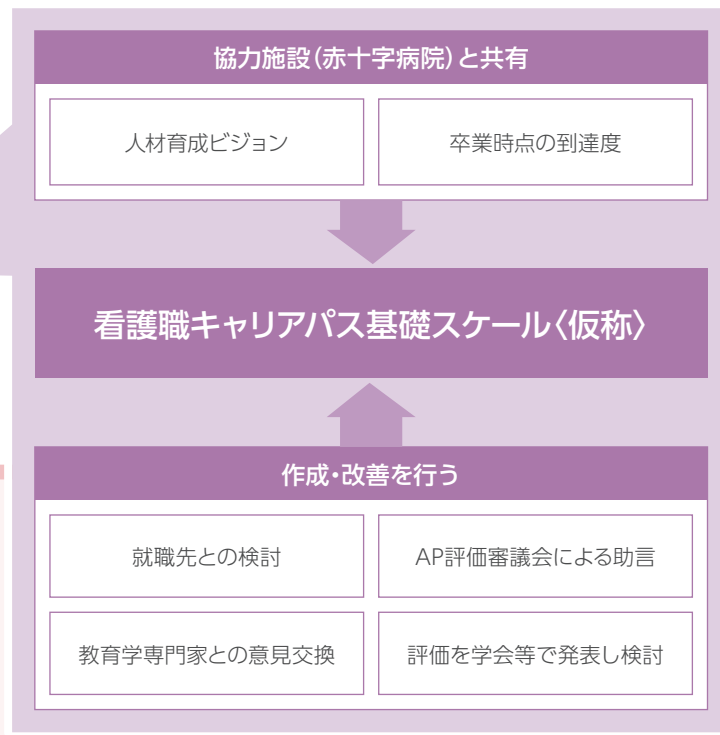 協力施設（赤十字病院）と共有
人材育成ビジョン
卒業時点の到達度
看護職キャリアパス基礎スケール〈仮称〉
作成・改善を行う
就職先との検討
AP評価審議会による助言
教育学専門家との意見交換
評価を学会等で発表し検討